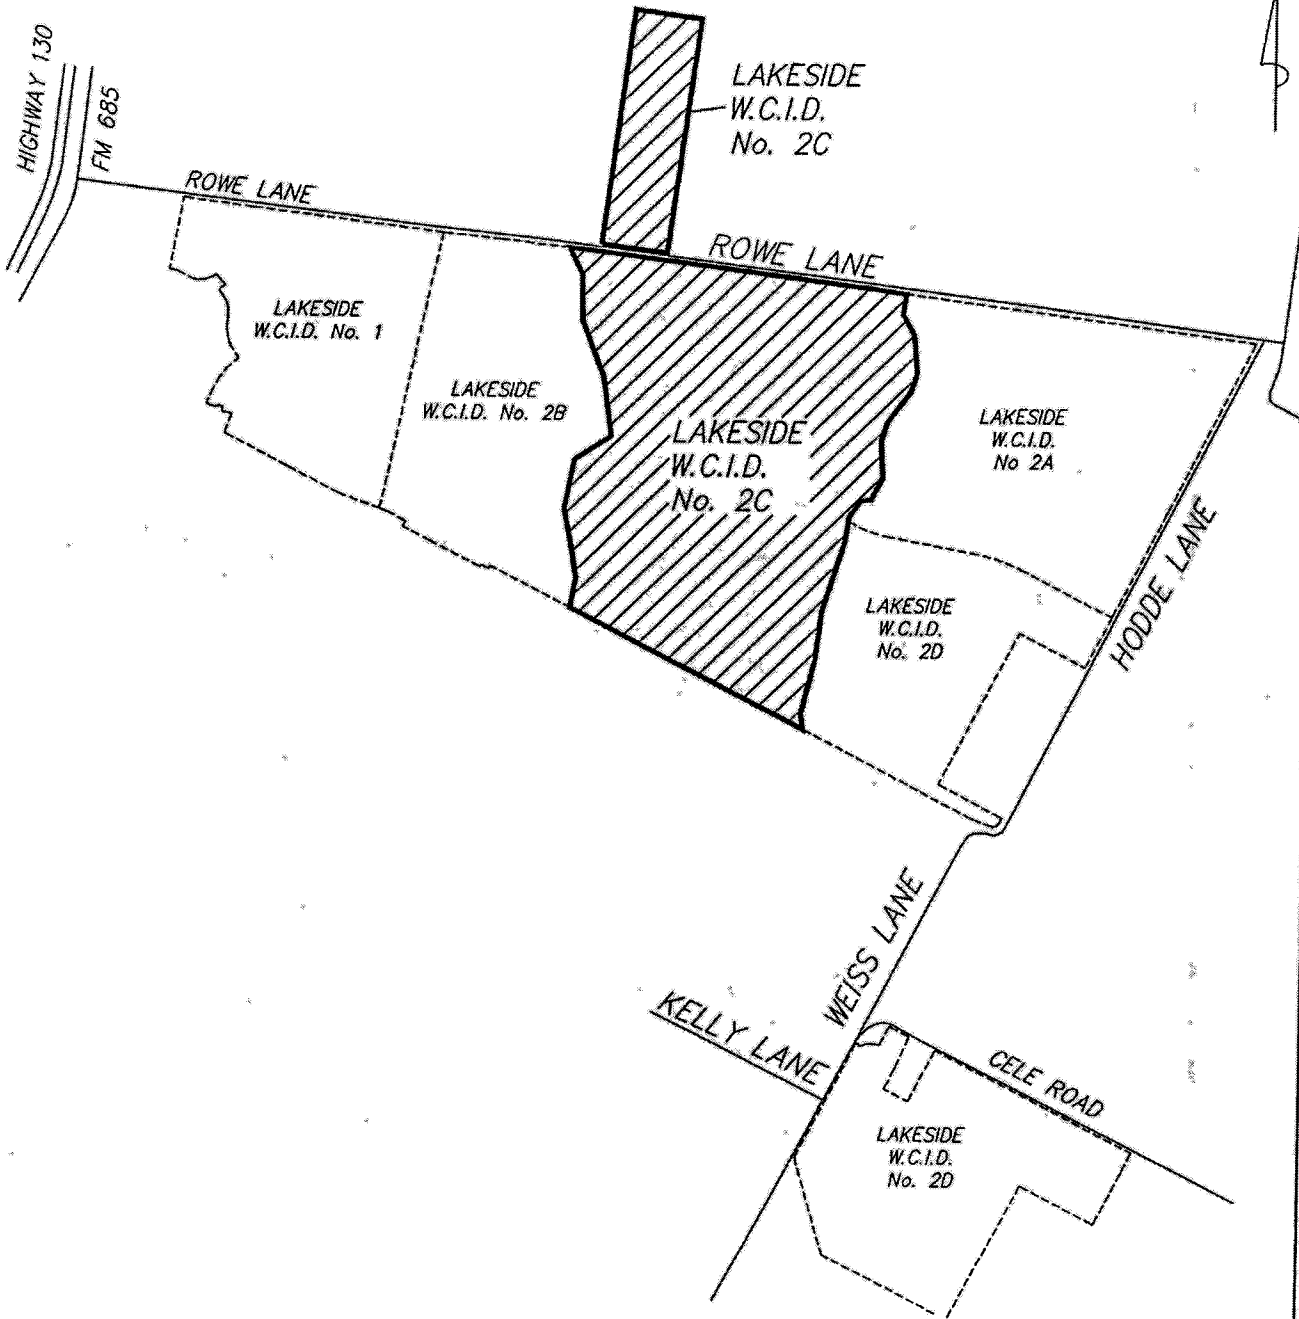 HIGHWAY 130
FM 685
LAKESIDE
W.C.I.D.
No. 2C
ROWE LANE
ROWE LANE
LAKESIDE
W.C.I.D. No. 1
LAKESIDE
W.C.I.D. No. 2B
LAKESIDE
W.C.I.D.
No. 2C
LAKESIDE
W.C.I.D.
No 2A
HODDE LANE
LAKESIDE
W.C.I.D.
No. 2D
WEISS LANE
KELLY LANE
CELE ROAD
LAKESIDE
W.C.I.D.
No. 2D